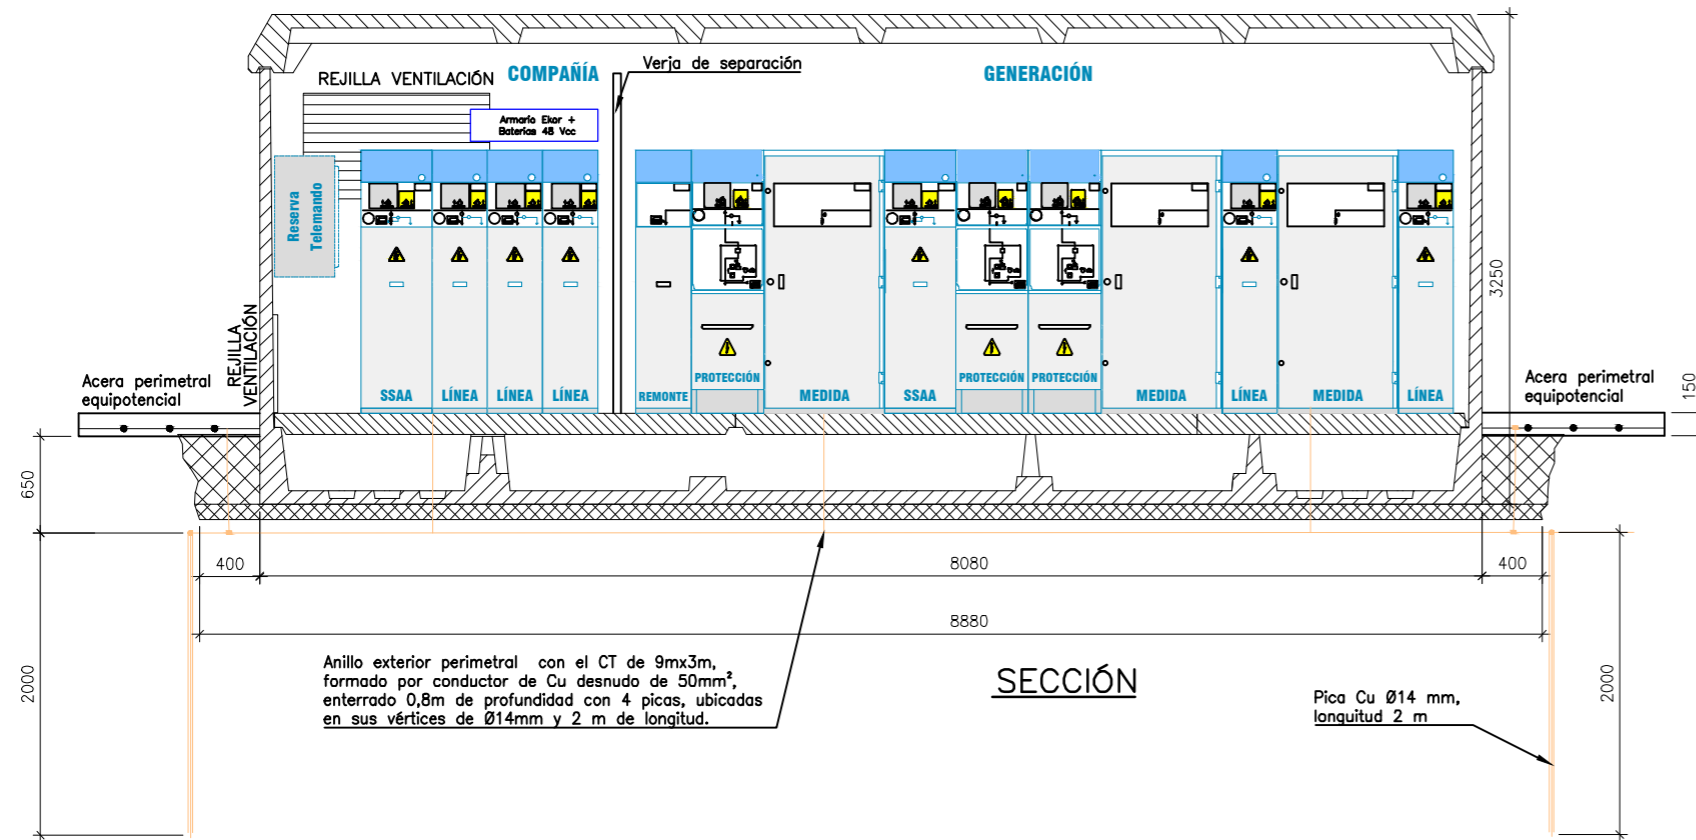 REJILLA VENTILACIÓN
COMPAÑÍA
Verja de separación
GENERACIÓN
Armario Ekor +
Baterias 48 Vcc
Reserva
Telemando
REJILLA
VENTILACIÓN
3250
Acera perimetral
equipotencial
SSAA
LÍNEA
LÍNEA
LÍNEA
REMONTE
PROTECCIÓN
MEDIDA
SSAA
PROTECCIÓN
PROTECCIÓN
MEDIDA
LÍNEA
MEDIDA
LÍNEA
Acera perimetral
equipotencial
150
650
400
8080
400
8880
2000
2000
Anillo exterior perimetral con el CT de 9mx3m,
formado por conductor de Cu desnudo de 50mm²,
enterrado 0,8m de profundidad con 4 picas, ubicadas
en sus vértices de Ø14mm y 2 m de longitud.
SECCIÓN
Pica Cu Ø14 mm,
longuitud 2 m